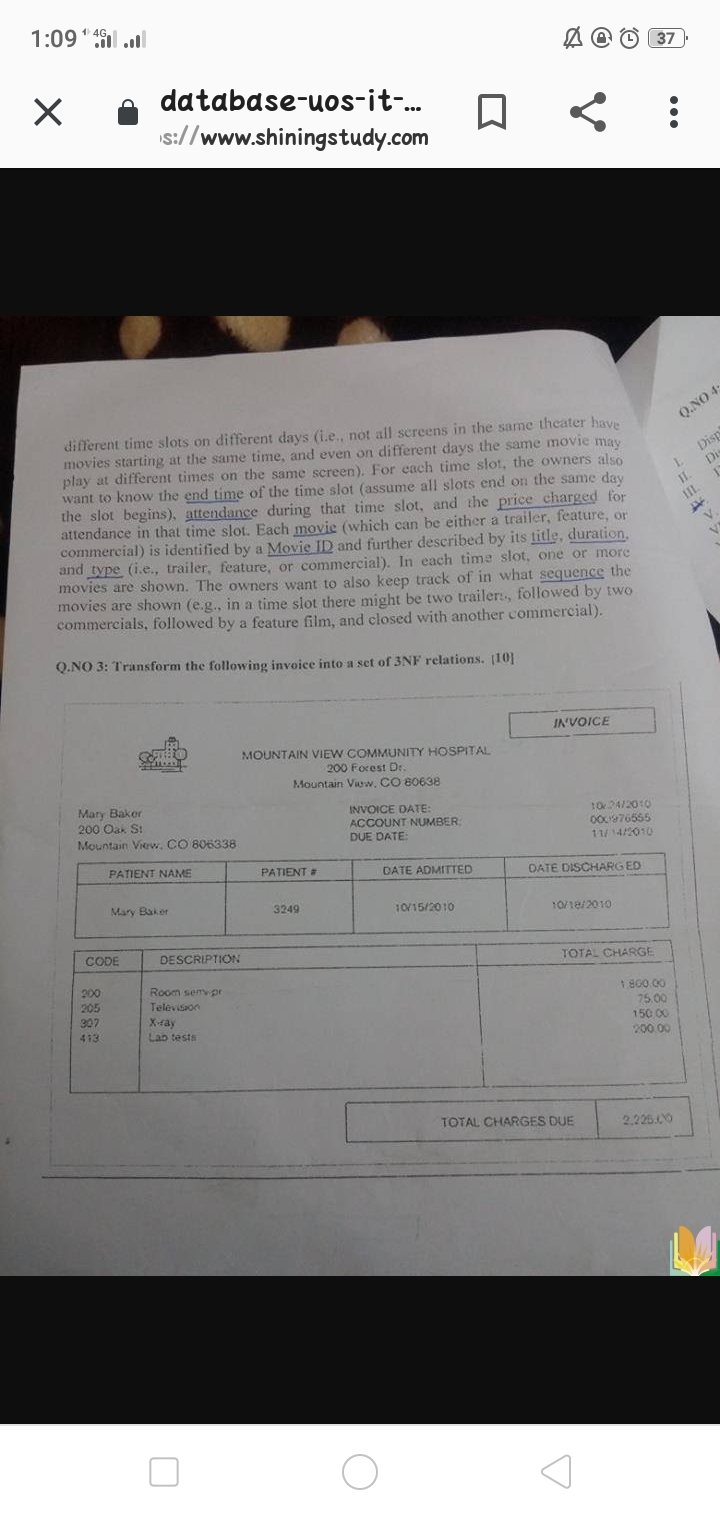 1:09 4G 37
database-uos-it-...
s://www.shiningstudy.com
Q.NO 4:
different time slots on different days (i.e., not all screens in the same theater have
movies starting at the same time, and even on different days the same movie may
play at different times on the same screen). For each time slot, the owners also
want to know the end time of the time slot (assume all slots end on the same day
the slot begins), attendance during that time slot, and the price charged for
attendance in that time slot. Each movie (which can be either a trailer, feature, or
commercial) is identified by a Movie ID and further described by its title, duration,
and type (i.e., trailer, feature, or commercial). In each time slot, one or more
movies are shown. The owners want to also keep track of in what sequence the
movies are shown (e.g., in a time slot there might be two trailers, followed by two
commercials, followed by a feature film, and closed with another commercial).
I.
II.
III.
V.
Q.NO 3: Transform the following invoice into a set of 3NF relations. [10]
INVOICE
MOUNTAIN VIEW COMMUNITY HOSPITAL
200 Forest Dr.
Mountain View, CO 80638
Mary Baker
200 Oak St
Mountain View, CO 806338
INVOICE DATE: 10/24/2010
ACCOUNT NUMBER: 000976555
DUE DATE: 11/14/2010
PATIENT NAME PATIENT # DATE ADMITTED DATE DISCHARGED
Mary Baker 3249 10/15/2010 10/18/2010
CODE DESCRIPTION TOTAL CHARGE
200 Room semi-pr 1,800.00
205 Television 75.00
307 X-ray 150.00
413 Lab tests 200.00
TOTAL CHARGES DUE 2,225.00